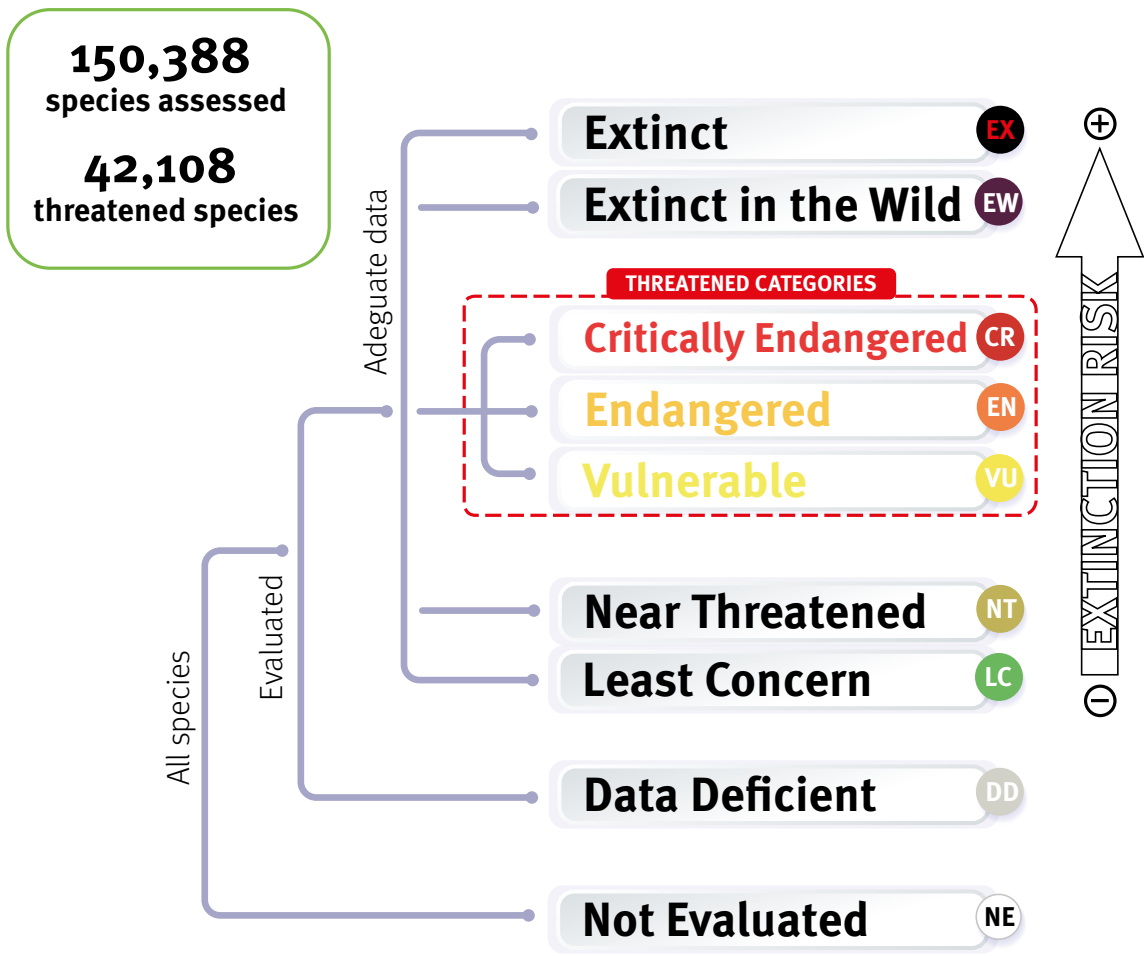 150,388
species assessed
42,108
threatened species
Extinct EX
Extinct in the Wild EW
THREATENED CATEGORIES
Critically Endangered CR
Endangered EN
Vulnerable VU
Near Threatened NT
Least Concern LC
Data Deficient DD
Not Evaluated NE
Adeguate data
Evaluated
All species
+
EXTINCTION RISK
−